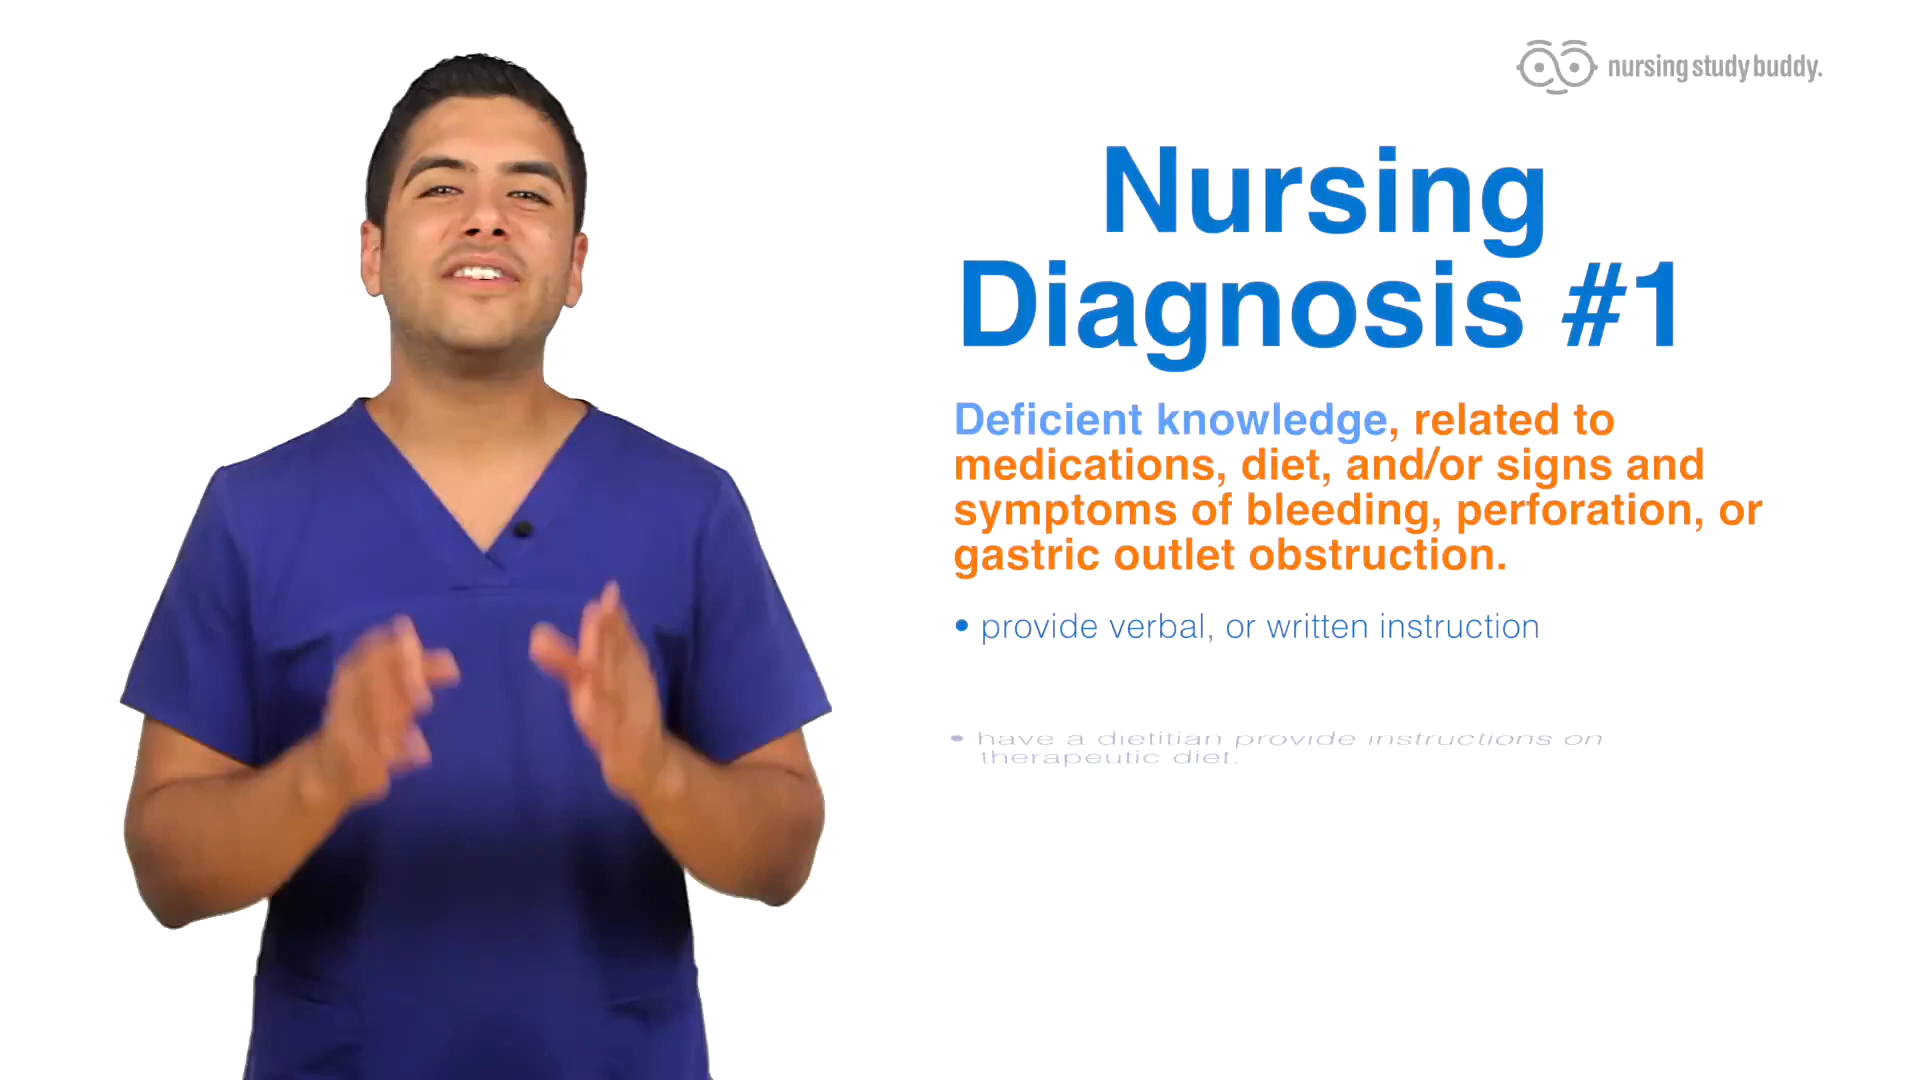 nursing study buddy.
Nursing
Diagnosis #1
Deficient knowledge, related to
medications, diet, and/or signs and
symptoms of bleeding, perforation, or
gastric outlet obstruction.
• provide verbal, or written instruction
• have a dietitian provide instructions on
therapeutic diet.